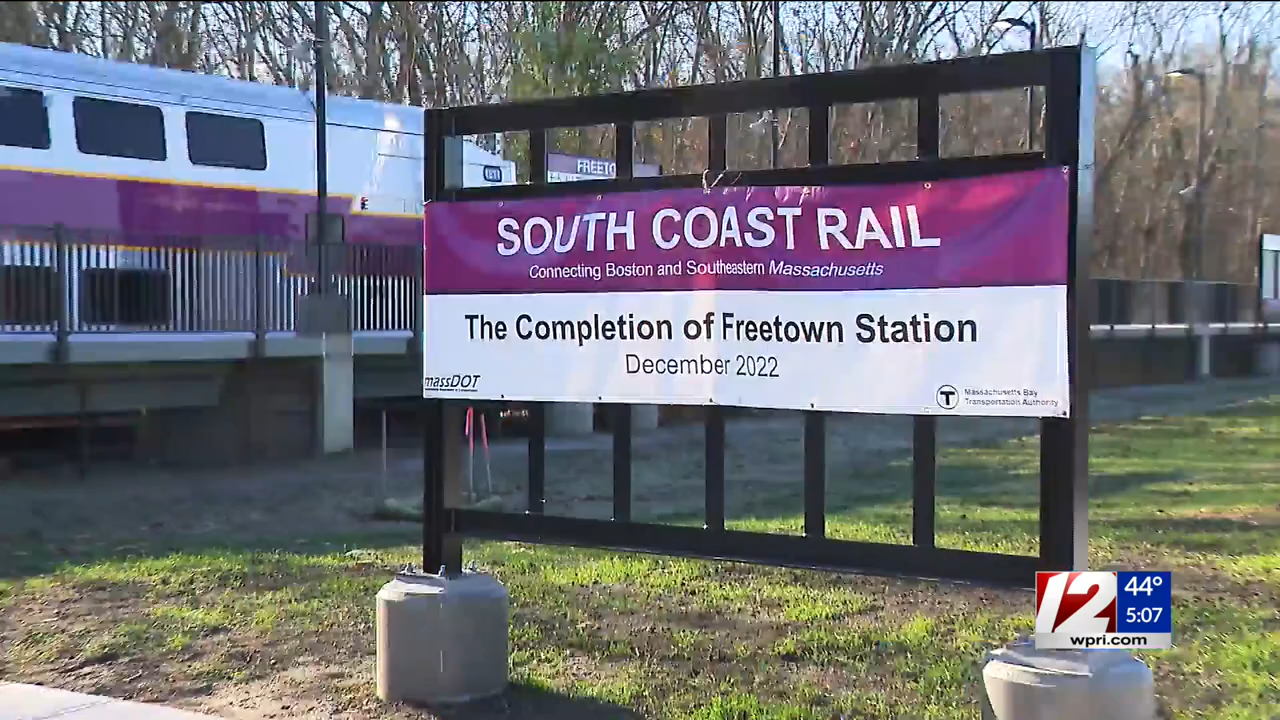 FREETO
SOUTH COAST RAIL
Connecting Boston and Southeastern Massachusetts
The Completion of Freetown Station
December 2022
massDOT
T
Massachusetts Bay
Transportation Authority
12
44°
5:07
wpri.com